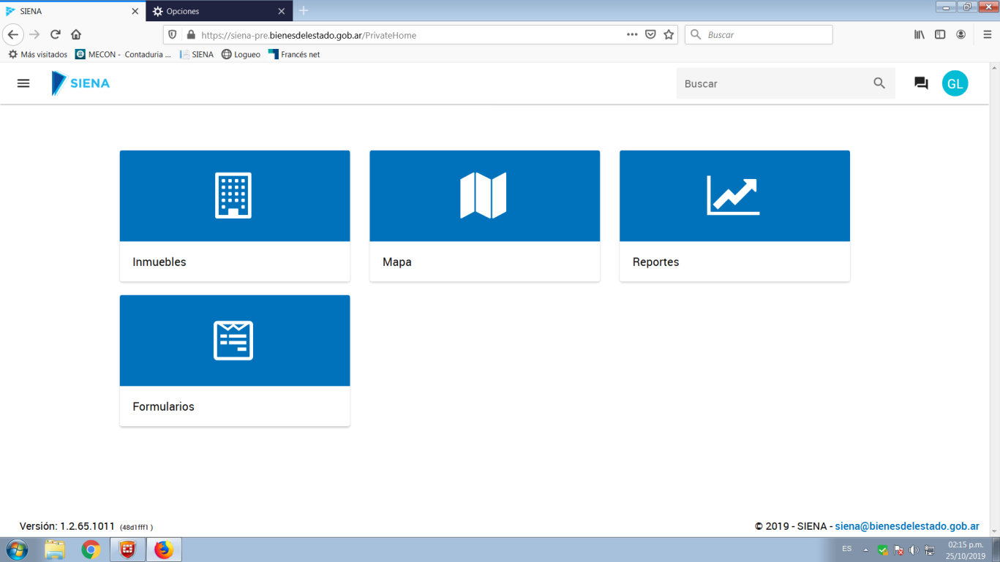 SIENA
Opciones
https://siena-pre.bienesdelestado.gob.ar/PrivateHome
Buscar
Más visitados
MECON - Contaduria ...
SIENA
Logueo
Francés net
SIENA
Buscar
GL
Inmuebles
Mapa
Reportes
Formularios
Versión: 1.2.65.1011 (48d1fff1 )
© 2019 - SIENA - siena@bienesdelestado.gob.ar
ES
02:15 p.m.
25/10/2019